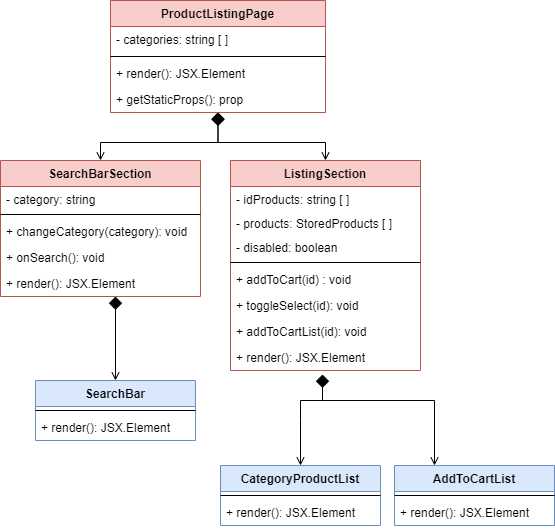 ProductListingPage
- categories: string [ ]
+ render(): JSX.Element
+ getStaticProps(): prop
SearchBarSection
- category: string
+ changeCategory(category): void
+ onSearch(): void
+ render(): JSX.Element
ListingSection
- idProducts: string [ ]
- products: StoredProducts [ ]
- disabled: boolean
+ addToCart(id) : void
+ toggleSelect(id): void
+ addToCartList(id): void
+ render(): JSX.Element
SearchBar
+ render(): JSX.Element
CategoryProductList
+ render(): JSX.Element
AddToCartList
+ render(): JSX.Element